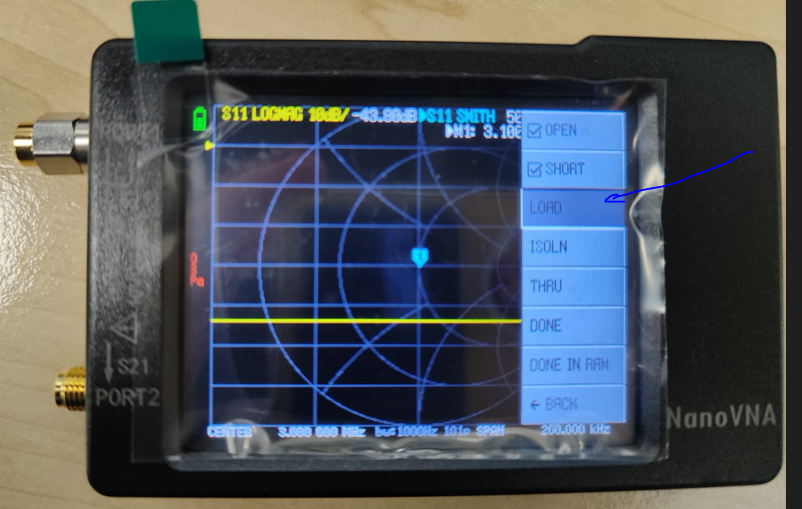 S11 LOGMAG 10dB/ -43.80dB S11 SMITH
M1: 3.100
OPEN
SHORT
LOAD
ISOLN
THRU
DONE
DONE IN RAM
← BACK
S21
PORT2
NanoVNA
CENTER 3.000 000 MHz bw=1000Hz 101p SPAN 200.000 kHz